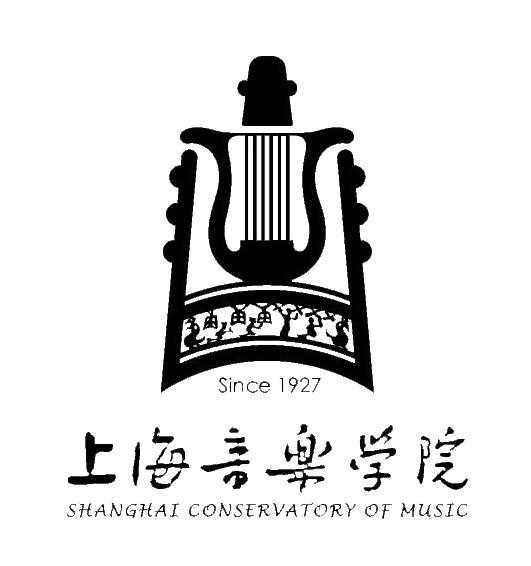 Since 1927
上海音樂学院
SHANGHAI CONSERVATORY OF MUSIC